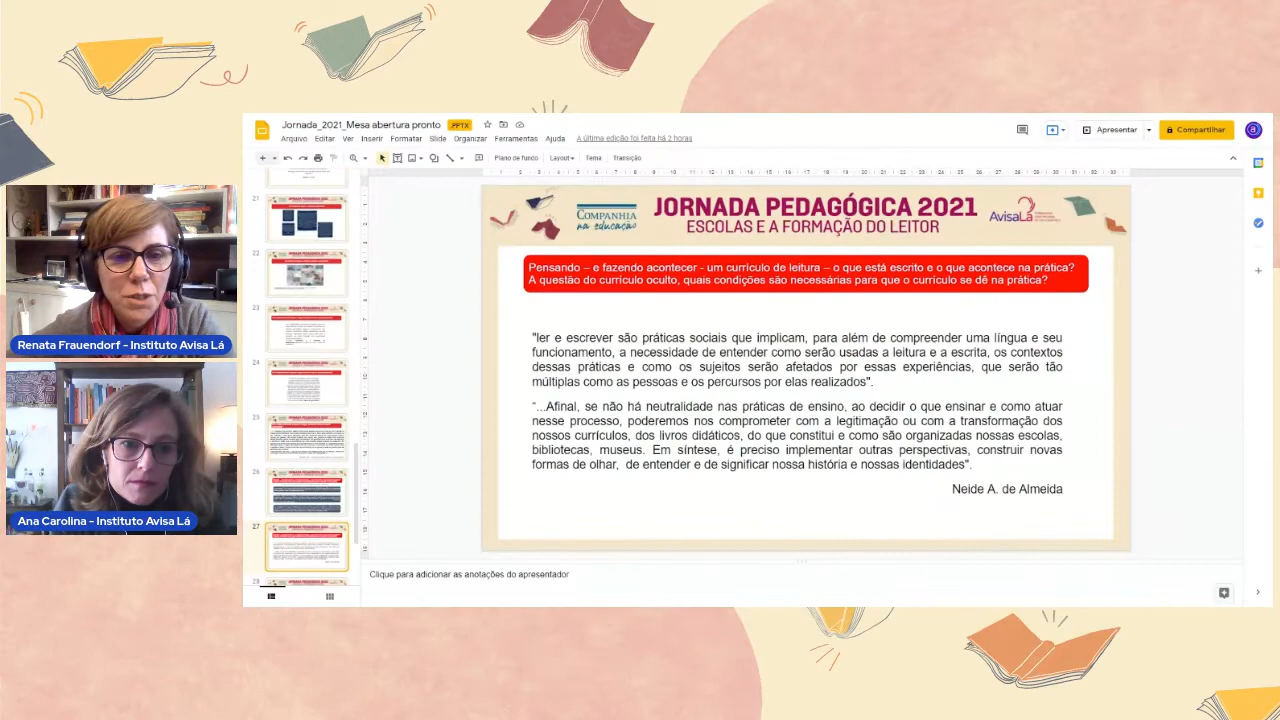 Jornada_2021_Mesa abertura pronto
.PPTX
Arquivo Editar Ver Inserir Formatar Slide Organizar Ferramentas Ajuda
A última edição foi feita há 2 horas
Apresentar
Compartilhar
a
Plano de fundo Layout Tema Transição
21
22
23
24
25
26
27
28
COMPANHIA
na educação
JORNADA PEDAGÓGICA 2021
ESCOLAS E A FORMAÇÃO DO LEITOR
AvisaLá
Pensando – e fazendo acontecer - um currículo de leitura – o que está escrito e o que acontece na prática?
A questão do currículo oculto, quais condições são necessárias para que o currículo se dê na prática?
"ler e escrever são práticas sociais que implicam, para além de compreender uma língua e seu
funcionamento, a necessidade de entender como serão usadas a leitura e a escrita, os contextos
dessas práticas e como os sujeitos serão afetados por essas experiências, que serão tão
múltiplas como as pessoas e os percursos por elas realizados".
"...Afinal, se não há neutralidade nas práticas de ensino, ao decidir o que ensinar e como atuar
nesse processo, poderemos nos comprometer com a legitimação ou com a transformação dos
nossos currículos, dos livros didáticos, do que constitui e como são organizadas nossas escolas,
bibliotecas, museus. Em síntese, é preciso implementar outras perspectivas, construir novas
formas de olhar, de entender e de significar nossa história e nossas identidades".
Neide A. de Almeida
Clique para adicionar as anotações do apresentador
Renata Frauendorf - Instituto Avisa Lá
Ana Carolina - Instituto Avisa Lá